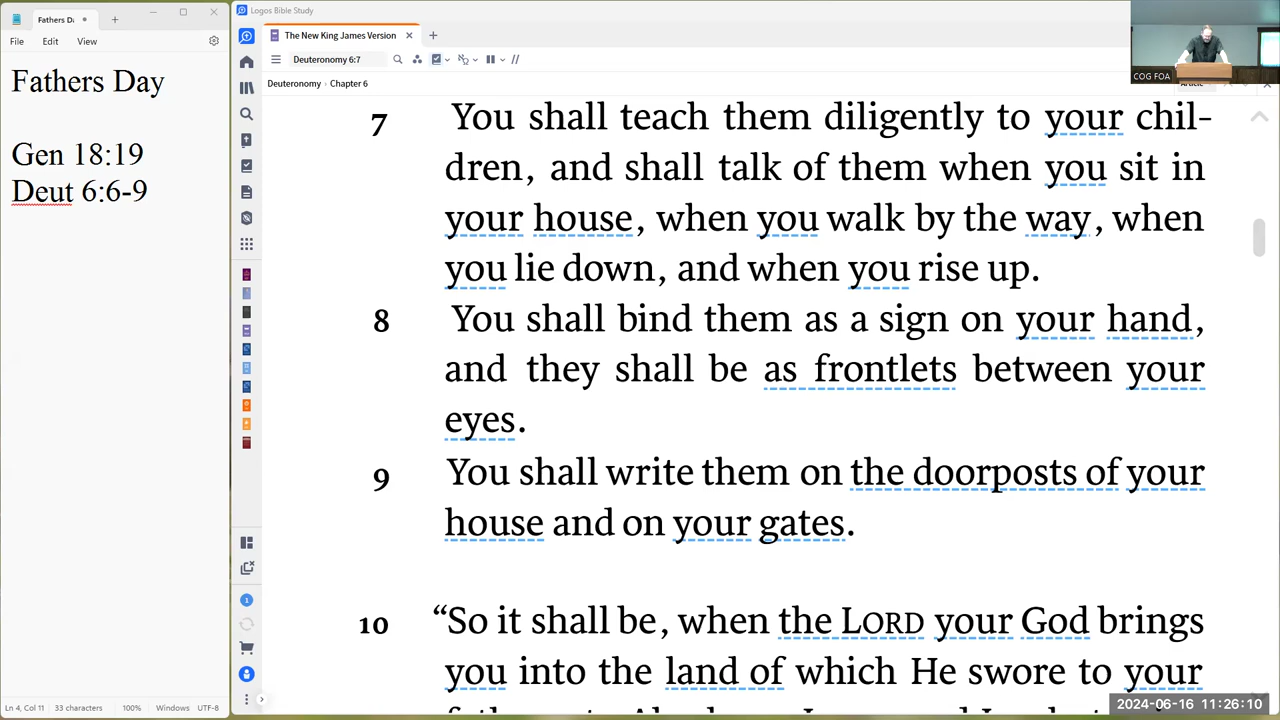 Fathers Da
File
Edit
View
Fathers Day
Gen 18:19
Deut 6:6-9
Ln 4, Col 11
33 characters
100%
Windows
UTF-8
Logos Bible Study
The New King James Version
Deuteronomy 6:7
Deuteronomy › Chapter 6
7 You shall teach them diligently to your chil-
dren, and shall talk of them when you sit in
your house, when you walk by the way, when
you lie down, and when you rise up.
8 You shall bind them as a sign on your hand,
and they shall be as frontlets between your
eyes.
9 You shall write them on the doorposts of your
house and on your gates.
10 “So it shall be, when the LORD your God brings
you into the land of which He swore to your
1
COG FOA
2024-06-16 11:26:10